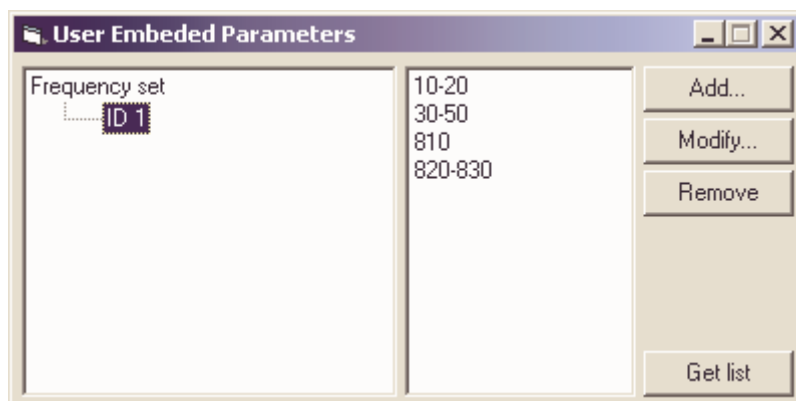 User Embeded Parameters
Frequency set
ID 1
10-20
30-50
810
820-830
Add...
Modify...
Remove
Get list